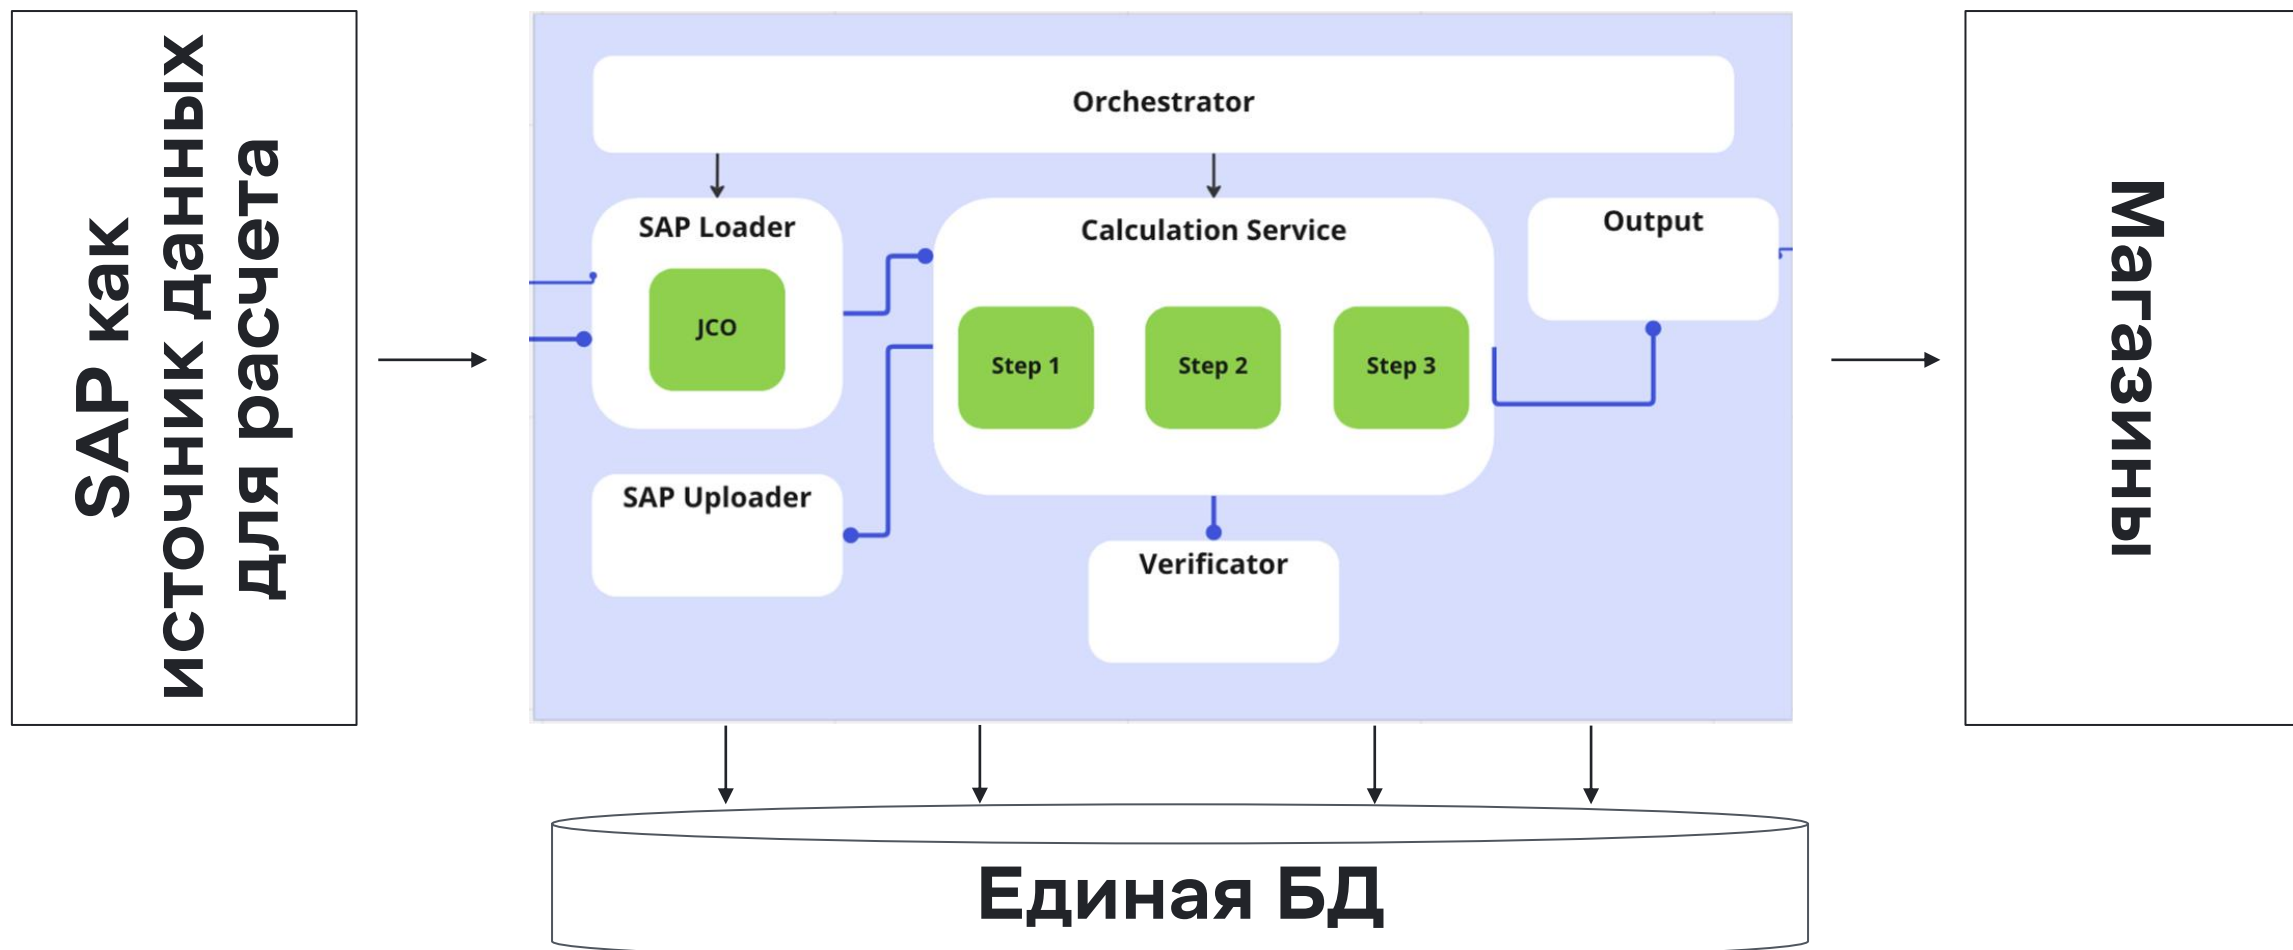 SAP как
источник данных
для расчета
Orchestrator
SAP Loader
JCO
Calculation Service
Step 1
Step 2
Step 3
Output
SAP Uploader
Verificator
Магазины
Единая БД